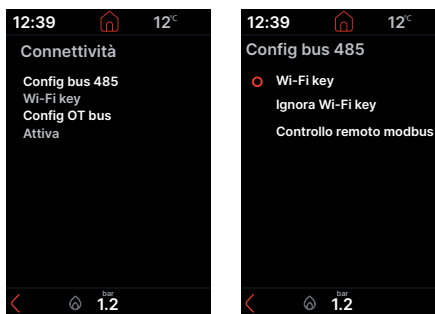 12:39 12°C
Connettività
Config bus 485
Wi-Fi key
Config OT bus
Attiva
bar
1.2
12:39 12°C
Config bus 485
Wi-Fi key
Ignora Wi-Fi key
Controllo remoto modbus
bar
1.2